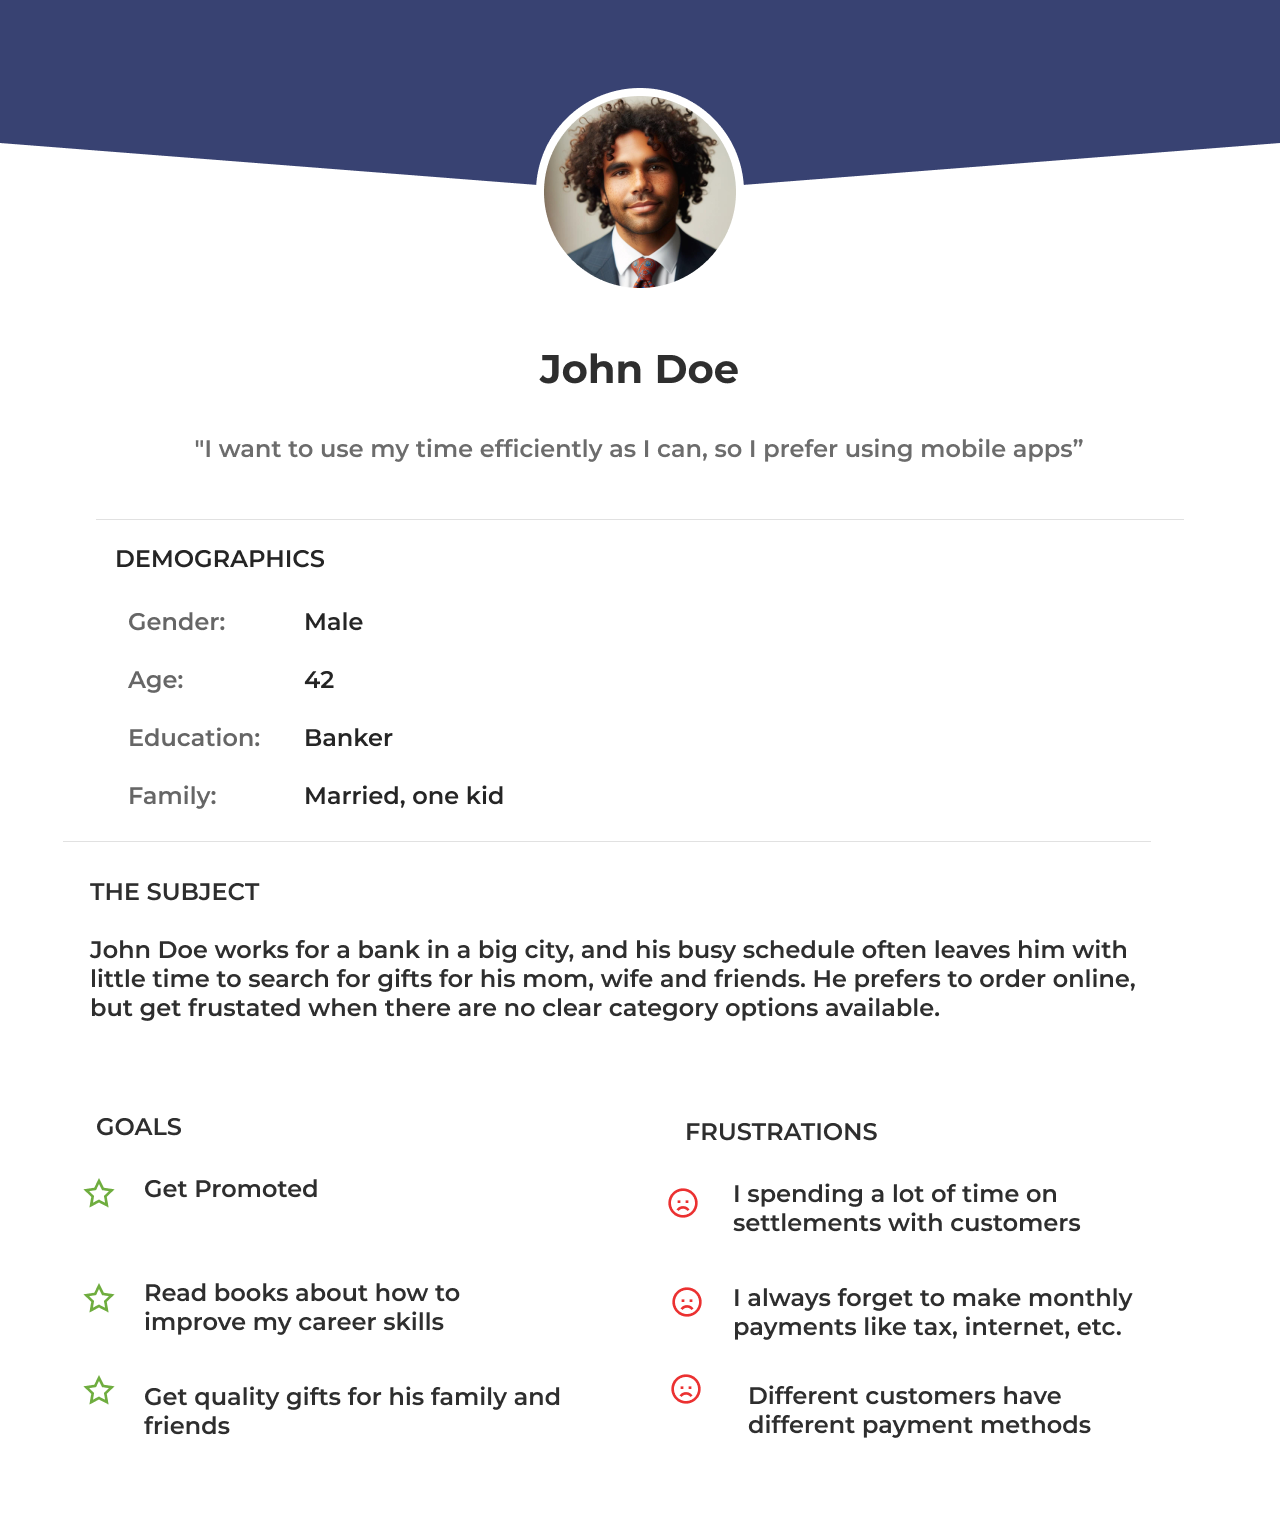 John Doe
"I want to use my time efficiently as I can, so I prefer using mobile apps”
DEMOGRAPHICS
Gender: Male
Age: 42
Education: Banker
Family: Married, one kid
THE SUBJECT
John Doe works for a bank in a big city, and his busy schedule often leaves him with
little time to search for gifts for his mom, wife and friends. He prefers to order online,
but get frustated when there are no clear category options available.
GOALS
Get Promoted
Read books about how to
improve my career skills
Get quality gifts for his family and
friends
FRUSTRATIONS
I spending a lot of time on
settlements with customers
I always forget to make monthly
payments like tax, internet, etc.
Different customers have
different payment methods